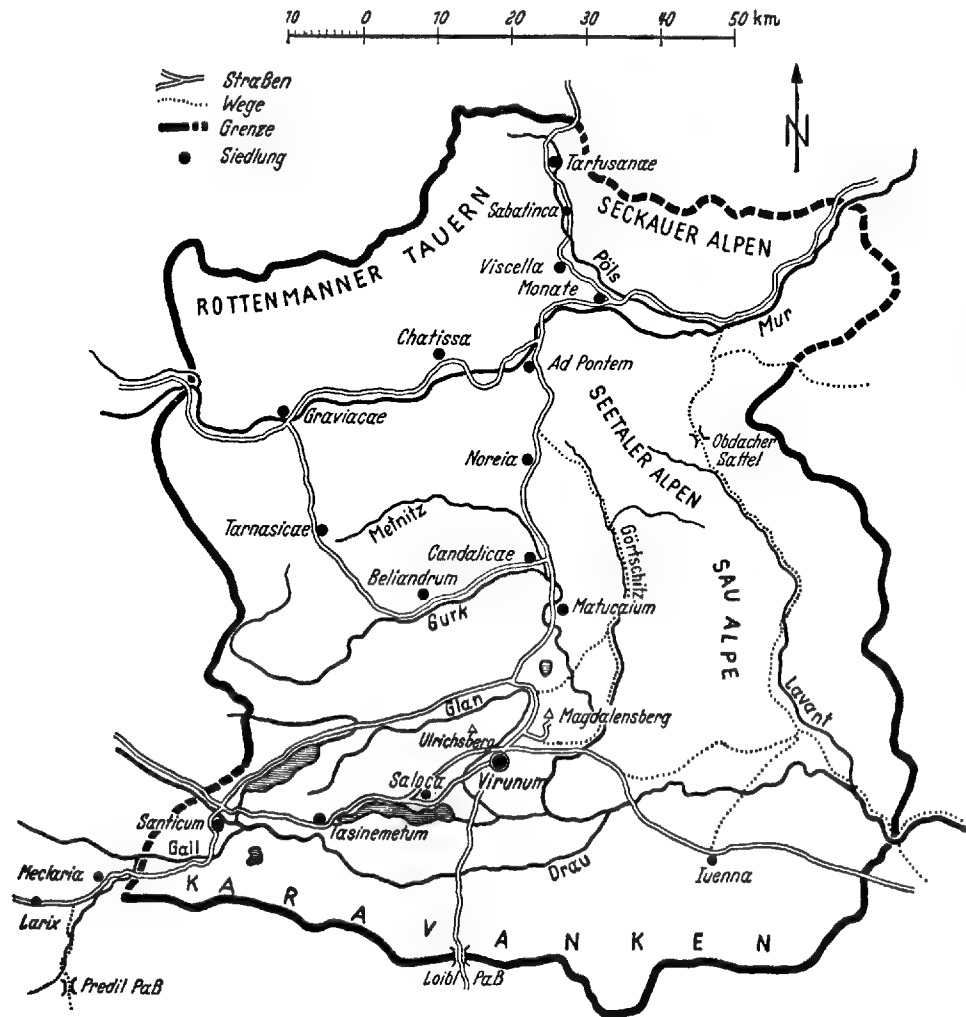 10 0 10 20 30 40 50 km
Straßen
Wege
Grenze
Siedlung
N
Tartusanae
ROTTENMANNER TAUERN
Sabatinca
SECKAUER ALPEN
Viscella
Pöls
Monate
Mur
Chatissa
Ad Pontem
Graviacae
SEETALER ALPEN
Obdacher
Sattel
Noreia
Metnitz
Tarnasicae
Görtschitz
Candalicae
Beliandrum
SAU ALPE
Gurk
Matucaium
Lavant
Glan
Magdalensberg
Ulrichsberg
Saloca
Virunum
Santicum
Tasinemetum
Gail
Drau
Iuenna
Meclaria
KARAVANKEN
Larix
Loibl Paß
Predil Paß